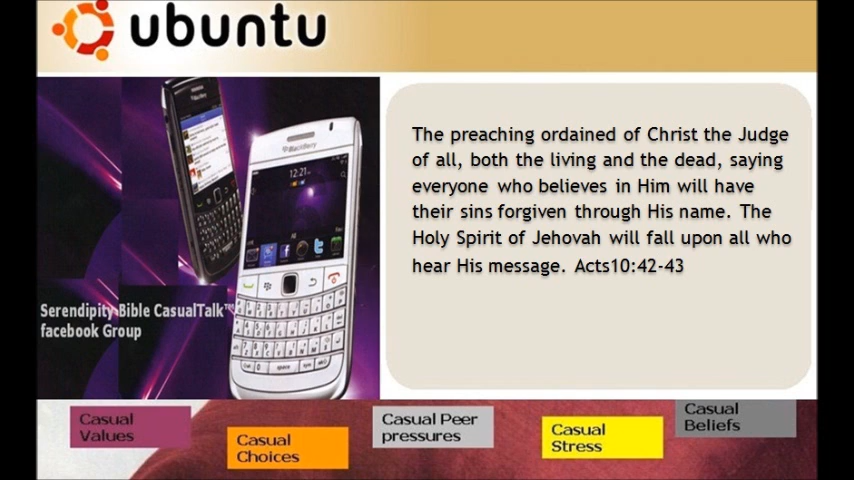 ubuntu
BlackBerry
12:21
The preaching ordained of Christ the Judge
of all, both the living and the dead, saying
everyone who believes in Him will have
their sins forgiven through His name. The
Holy Spirit of Jehovah will fall upon all who
hear His message. Acts10:42-43
Serendipity Bible CasualTalk™
facebook Group
Casual
Values
Casual
Choices
Casual Peer
pressures
Casual
Stress
Casual
Beliefs